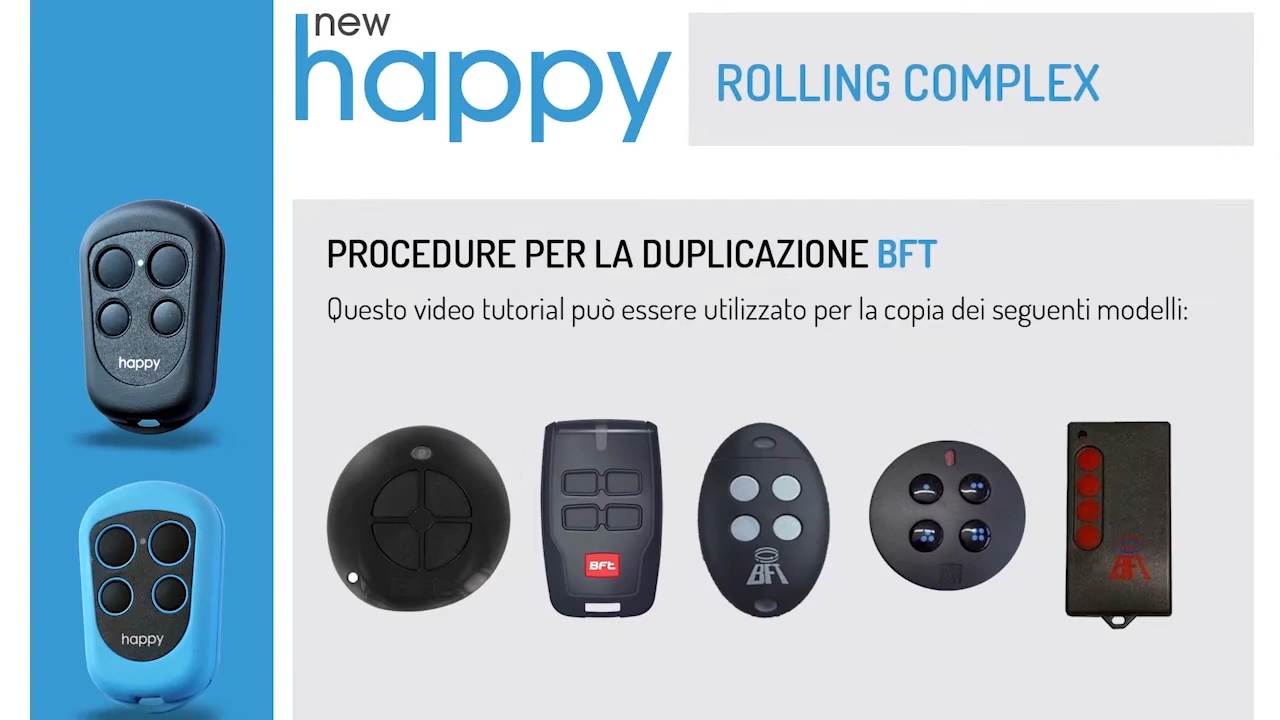 new
happy
ROLLING COMPLEX
PROCEDURE PER LA DUPLICAZIONE BFT
Questo video tutorial può essere utilizzato per la copia dei seguenti modelli:
happy
BFt
BFT
BFT
happy